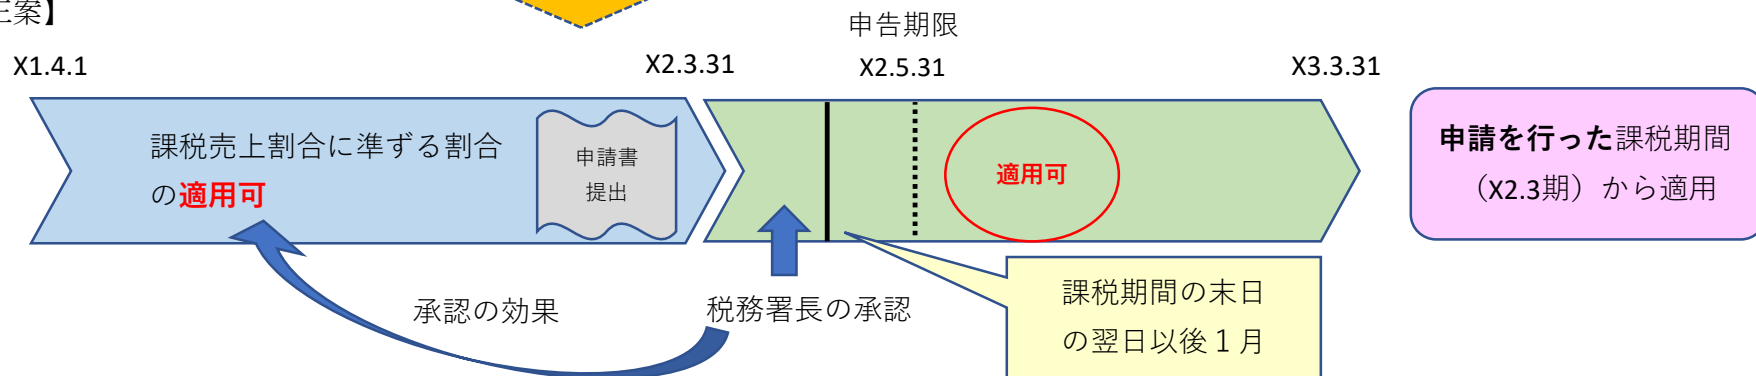 正案】
申告期限
X1.4.1
X2.3.31
X2.5.31
X3.3.31
課税売上割合に準ずる割合
の適用可
申請書
提出
適用可
申請を行った課税期間
（X2.3期）から適用
承認の効果
税務署長の承認
課税期間の末日
の翌日以後１月